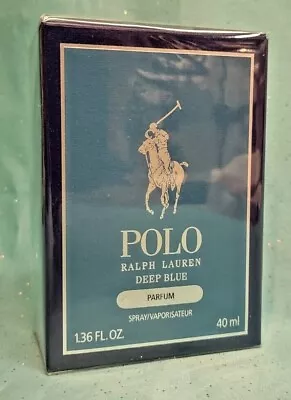 POLO
RALPH LAUREN
DEEP BLUE
PARFUM
SPRAY/VAPORISATEUR
1.36 FL. OZ. 40 ml